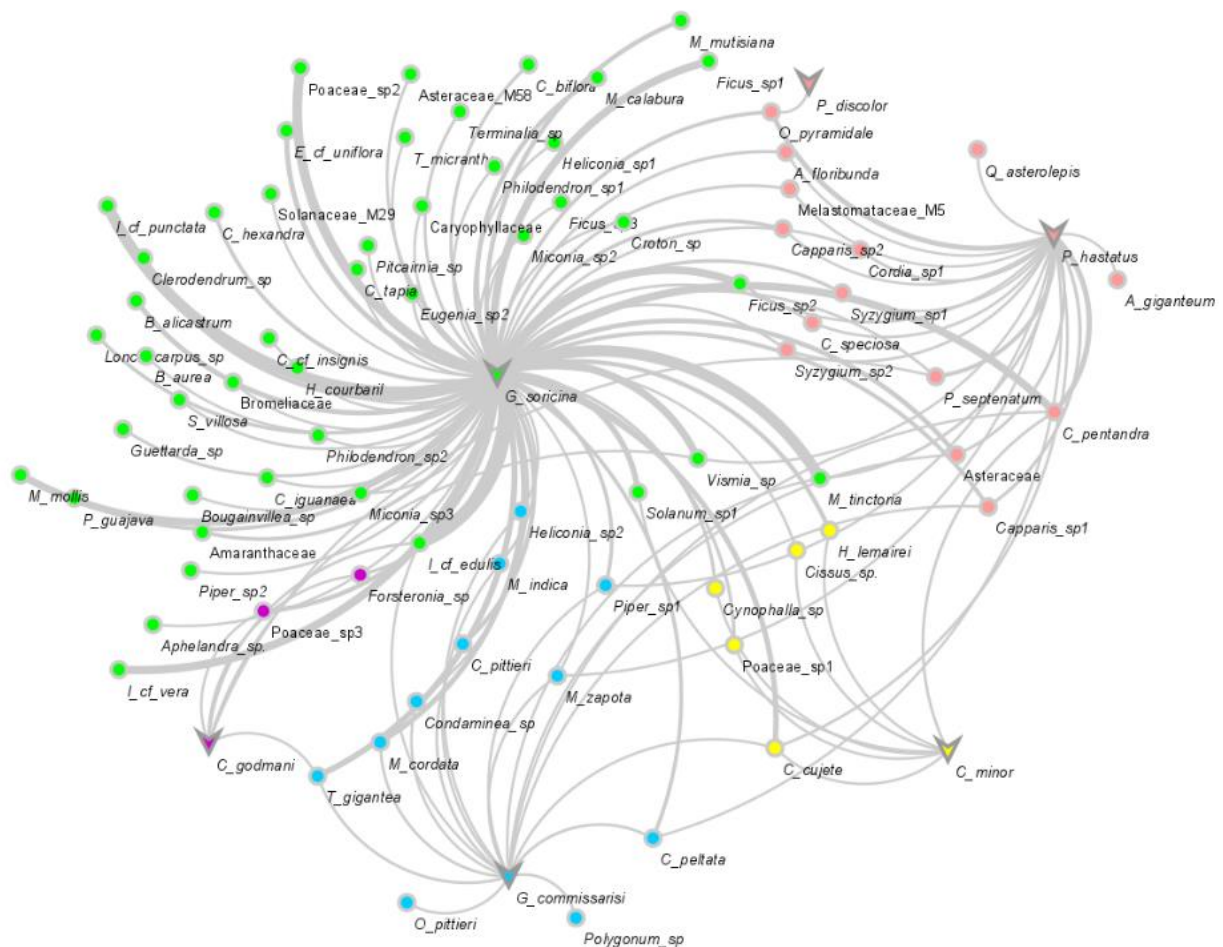 M_mutisiana
Ficus_sp1
Poaceae_sp2
Asteraceae_M58
C_biflora
M_calabura
P_discolor
Terminalia_sp
O_pyramidale
E_cf_uniflora
T_micrantha
Heliconia_sp1
A_floribunda
Q_asterolepis
Philodendron_sp1
Solanaceae_M29
Melastomataceae_M5
I_cf_punctata
C_hexandra
Caryophyllaceae
Ficus_sp3
Croton_sp
Capparis_sp2
P_hastatus
Miconia_sp2
Pitcairnia_sp
Cordia_sp1
Clerodendrum_sp
C_tapia
A_giganteum
Eugenia_sp2
Ficus_sp2
Syzygium_sp1
B_alicastrum
C_speciosa
Lonchocarpus_sp
C_cf_insignis
Syzygium_sp2
B_aurea
H_courbaril
G_soricina
P_septenatum
Bromeliaceae
S_villosa
C_pentandra
Guettarda_sp
Philodendron_sp2
Vismia_sp
Asteraceae
M_mollis
C_iguanaea
M_tinctoria
P_guajava
Bougainvillea_sp
Miconia_sp3
Solanum_sp1
Capparis_sp1
Heliconia_sp2
Amaranthaceae
H_lemairei
I_cf_edulis
Cissus_sp.
M_indica
Piper_sp2
Forsteronia_sp
Piper_sp1
Cynophalla_sp
Aphelandra_sp.
Poaceae_sp3
C_pittieri
Poaceae_sp1
I_cf_vera
M_zapota
Condaminea_sp
C_godmani
M_cordata
C_cujete
C_minor
T_gigantea
C_peltata
G_commissarisi
O_pittieri
Polygonum_sp